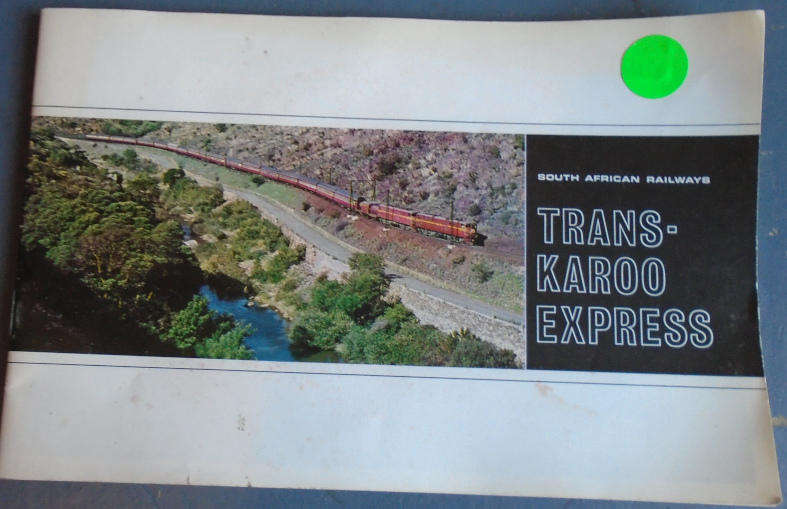 SOUTH AFRICAN RAILWAYS
TRANS-
KAROO
EXPRESS